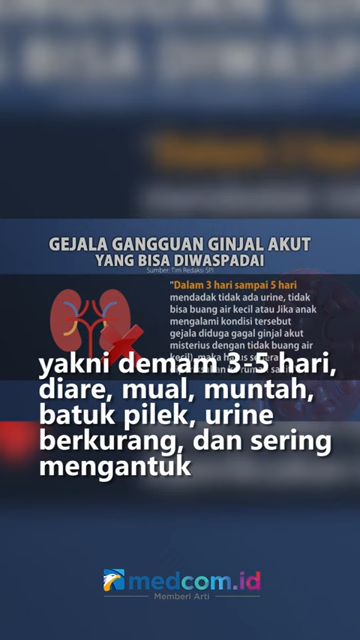 GEJALA GANGGUAN GINJAL AKUT
YANG BISA DIWASPADAI
Sumber: Tim Redaksi SPI
"Dalam 3 hari sampai 5 hari
mendadak tidak ada urine, tidak
bisa buang air kecil atau Jika anak
mengalami kondisi tersebut
gejala diduga gagal ginjal akut
misterius dengan tidak buang air
kecil), maka
yakni demam 3-5 hari,
diare, mual, muntah,
batuk pilek, urine
berkurang, dan sering
mengantuk
medcom.id
Memberi Arti